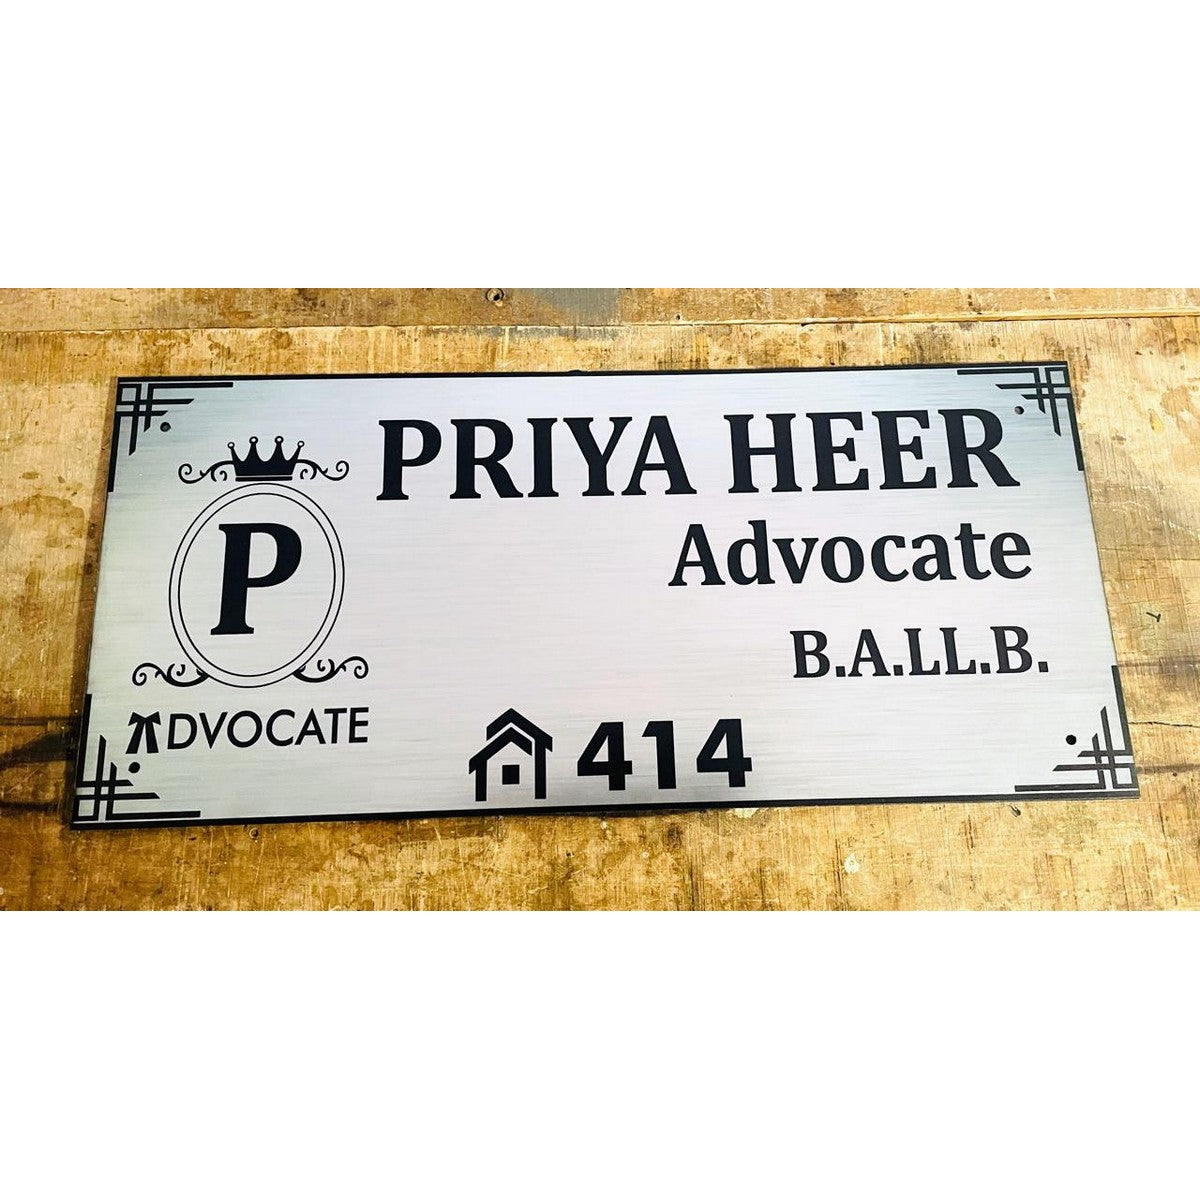 PRIYA HEER
Advocate
B.A.LL.B.
P
ADVOCATE
414